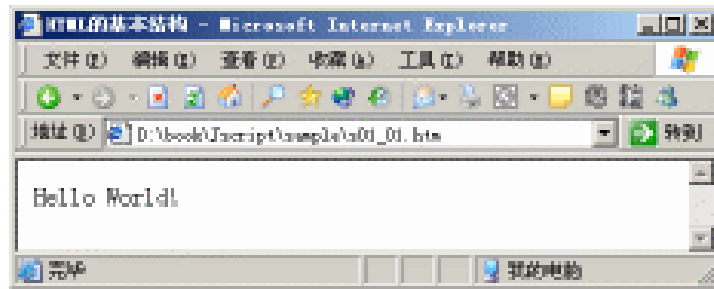 HTML的基本结构 - Microsoft Internet Explorer
文件(F) 编辑(E) 查看(V) 收藏(A) 工具(T) 帮助(H)
地址(D) D:\book\Jscript\sample\a01_01.htm 转到
Hello World!
完毕 我的电脑